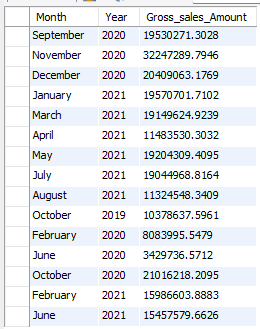 Month Year Gross_sales_Amount
September 2020 19530271.3028
November 2020 32247289.7946
December 2020 20409063.1769
January 2021 19570701.7102
March 2021 19149624.9239
April 2021 11483530.3032
May 2021 19204309.4095
July 2021 19044968.8164
August 2021 11324548.3409
October 2019 10378637.5961
February 2020 8083995.5479
June 2020 3429736.5712
October 2020 21016218.2095
February 2021 15986603.8883
June 2021 15457579.6626